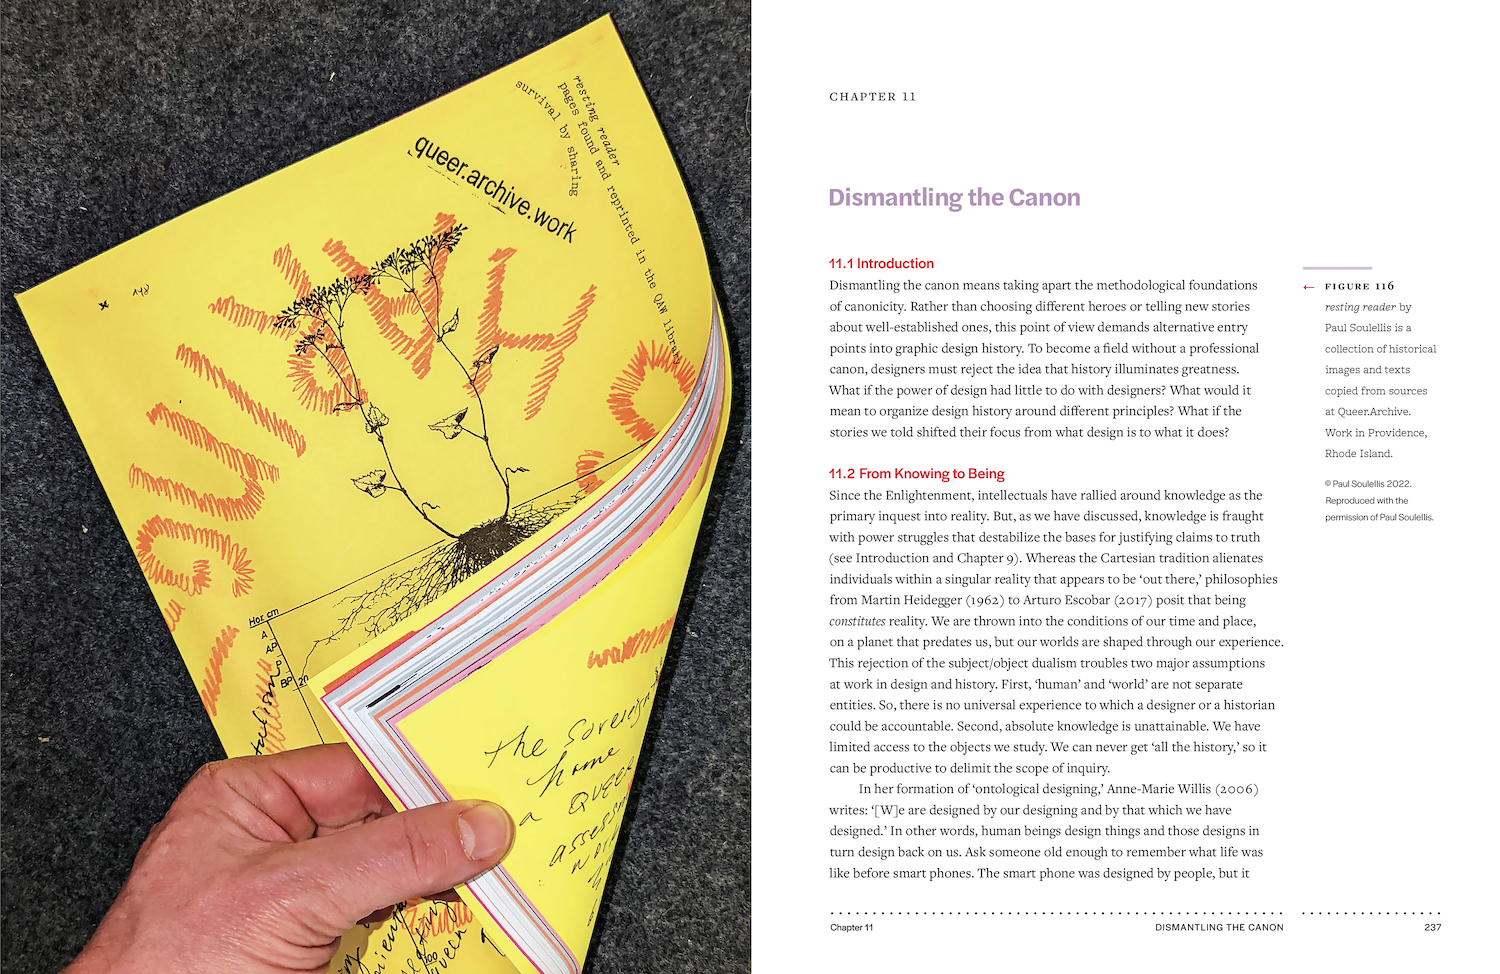 resting reader
pages found and reprinted in the QAW library
survival by sharing
queer.archive.work
Hor. cm
A
AP
P
BP
20
the Sovereign
home
a QUEER
assess
100
CHAPTER 11
Dismantling the Canon
11.1 Introduction
Dismantling the canon means taking apart the methodological foundations
of canonicity. Rather than choosing different heroes or telling new stories
about well-established ones, this point of view demands alternative entry
points into graphic design history. To become a field without a professional
canon, designers must reject the idea that history illuminates greatness.
What if the power of design had little to do with designers? What would it
mean to organize design history around different principles? What if the
stories we told shifted their focus from what design is to what it does?
11.2 From Knowing to Being
Since the Enlightenment, intellectuals have rallied around knowledge as the
primary inquest into reality. But, as we have discussed, knowledge is fraught
with power struggles that destabilize the bases for justifying claims to truth
(see Introduction and Chapter 9). Whereas the Cartesian tradition alienates
individuals within a singular reality that appears to be ‘out there,’ philosophies
from Martin Heidegger (1962) to Arturo Escobar (2017) posit that being
constitutes reality. We are thrown into the conditions of our time and place,
on a planet that predates us, but our worlds are shaped through our experience.
This rejection of the subject/object dualism troubles two major assumptions
at work in design and history. First, ‘human’ and ‘world’ are not separate
entities. So, there is no universal experience to which a designer or a historian
could be accountable. Second, absolute knowledge is unattainable. We have
limited access to the objects we study. We can never get ‘all the history,’ so it
can be productive to delimit the scope of inquiry.
In her formation of ‘ontological designing,’ Anne-Marie Willis (2006)
writes: ‘[W]e are designed by our designing and by that which we have
designed.’ In other words, human beings design things and those designs in
turn design back on us. Ask someone old enough to remember what life was
like before smart phones. The smart phone was designed by people, but it
← FIGURE 116
resting reader by
Paul Soulellis is a
collection of historical
images and texts
copied from sources
at Queer.Archive.
Work in Providence,
Rhode Island.
© Paul Soulellis 2022.
Reproduced with the
permission of Paul Soulellis.
Chapter 11
DISMANTLING THE CANON
237